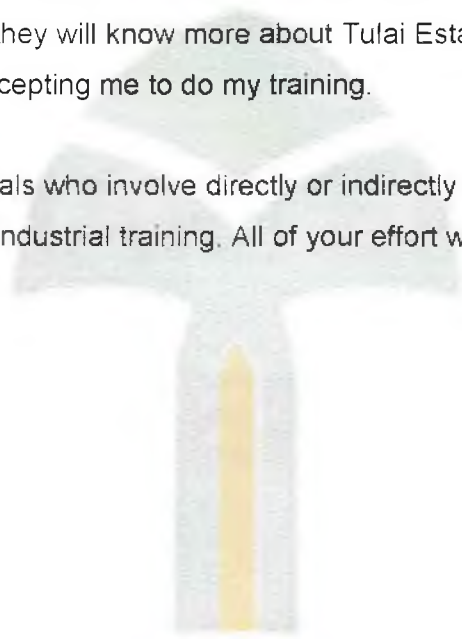 they will know more about Tulai Esta
cepting me to do my training.
als who involve directly or indirectly
ndustrial training. All of your effort w